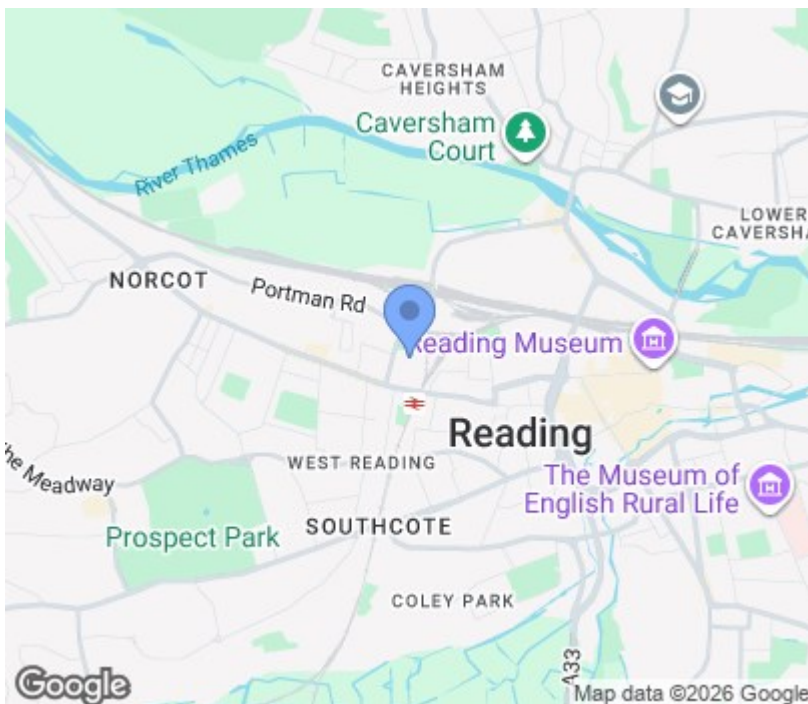 CAVERSHAM
HEIGHTS
Caversham
Court
River Thames
LOWER
CAVERSHA
NORCOT
Portman Rd
Reading Museum
Reading
The Meadway
WEST READING
The Museum of
English Rural Life
Prospect Park
SOUTHCOTE
COLEY PARK
A33
Google
Map data ©2026 Google